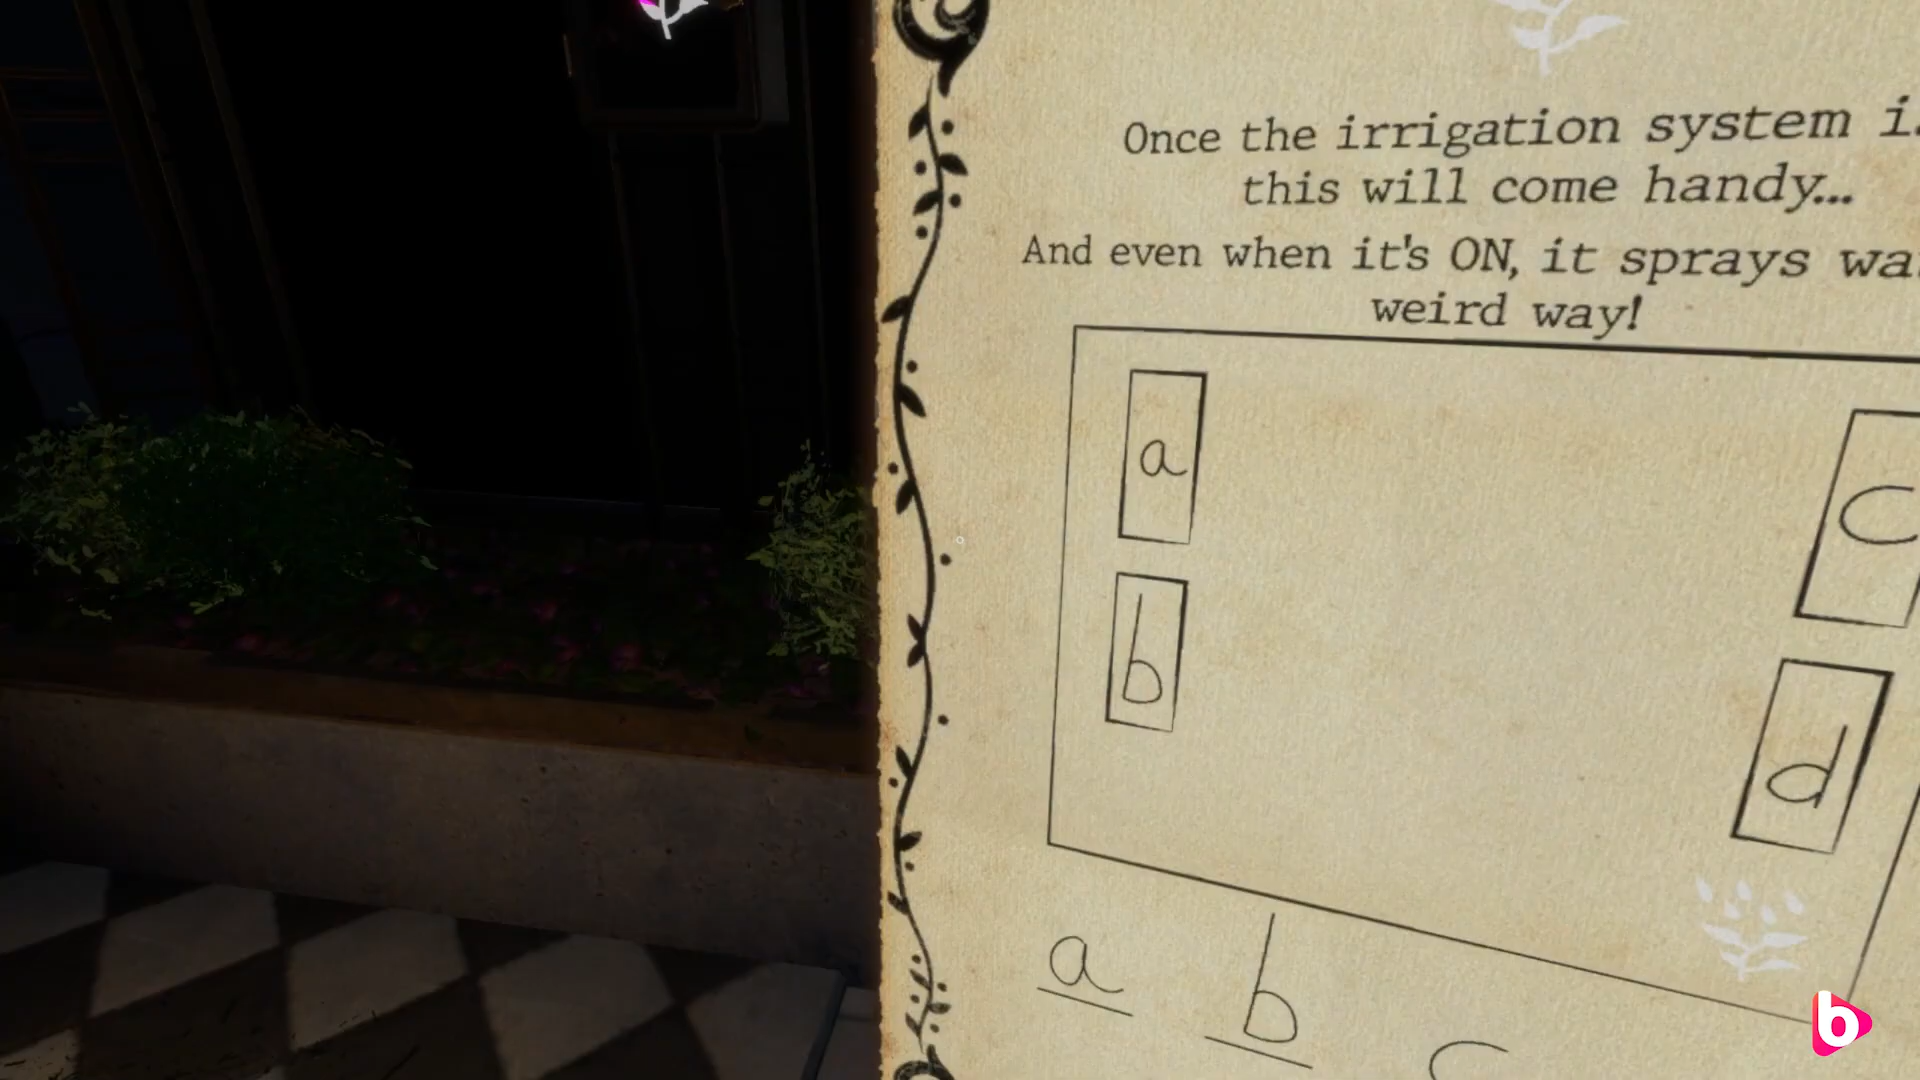 Once the irrigation system
this will come handy...
And even when it's ON, it sprays
weird way!
a
c
b
d
a b c
b